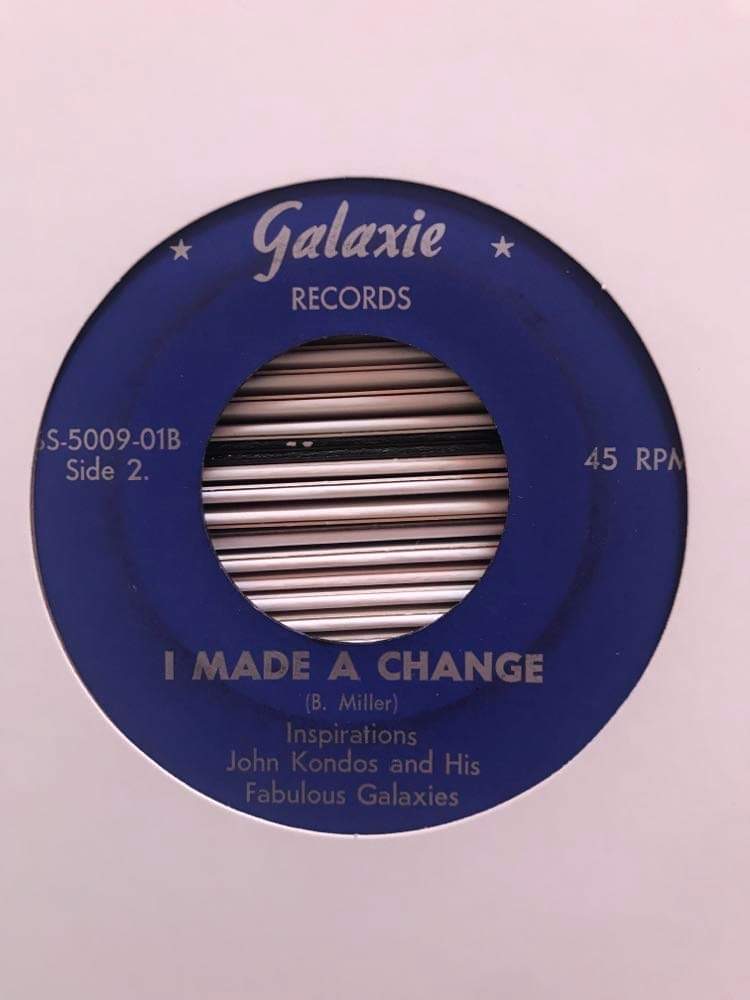 Galaxie
RECORDS
S-5009-01B
Side 2.
45 RPM
I MADE A CHANGE
(B. Miller)
Inspirations
John Kondos and His
Fabulous Galaxies